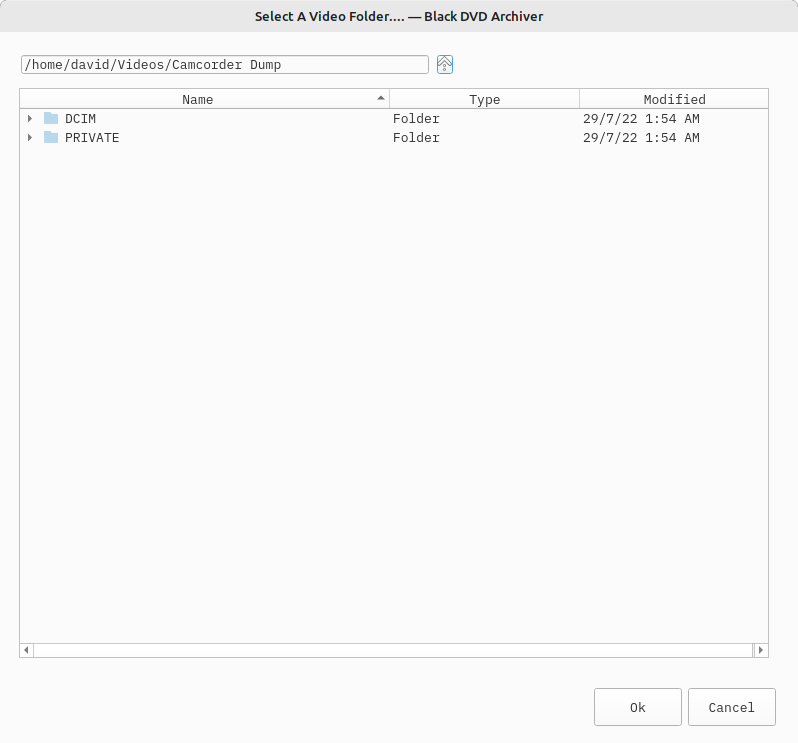 Select A Video Folder.... — Black DVD Archiver
/home/david/Videos/Camcorder Dump
Name Type Modified
DCIM Folder 29/7/22 1:54 AM
PRIVATE Folder 29/7/22 1:54 AM
Ok Cancel